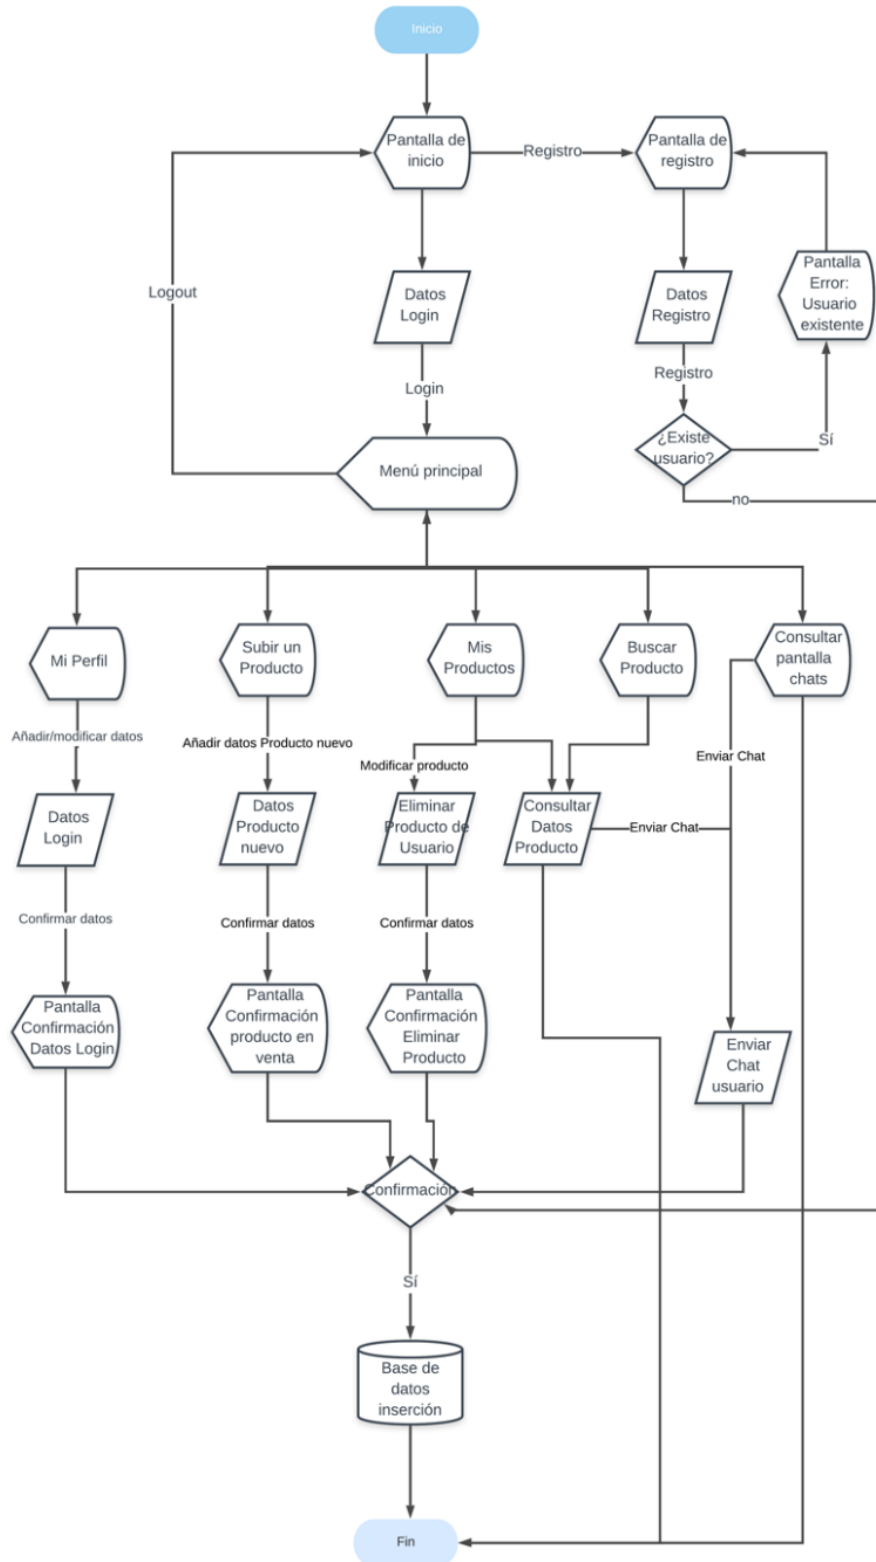 Inicio
Pantalla de
inicio
Registro
Pantalla de
registro
Pantalla
Error:
Usuario
existente
Logout
Datos
Login
Datos
Registro
Login
Registro
¿Existe
usuario?
Sí
Menú principal
no
Mi Perfil
Subir un
Producto
Mis
Productos
Buscar
Producto
Consultar
pantalla
chats
Añadir/modificar datos
Añadir datos Producto nuevo
Modificar producto
Enviar Chat
Datos
Login
Datos
Producto
nuevo
Eliminar
Producto de
Usuario
Consultar
Datos
Producto
Enviar Chat
Confirmar datos
Confirmar datos
Confirmar datos
Pantalla
Confirmación
Datos Login
Pantalla
Confirmación
producto en
venta
Pantalla
Confirmación
Eliminar
Producto
Enviar
Chat
usuario
Confirmación
Sí
Base de
datos
inserción
Fin